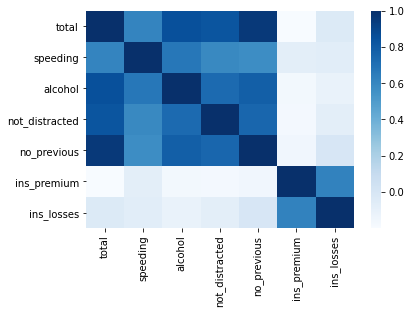 total
speeding
alcohol
not_distracted
no_previous
ins_premium
ins_losses
total
speeding
alcohol
not_distracted
no_previous
ins_premium
ins_losses
1.0
0.8
0.6
0.4
0.2
0.0